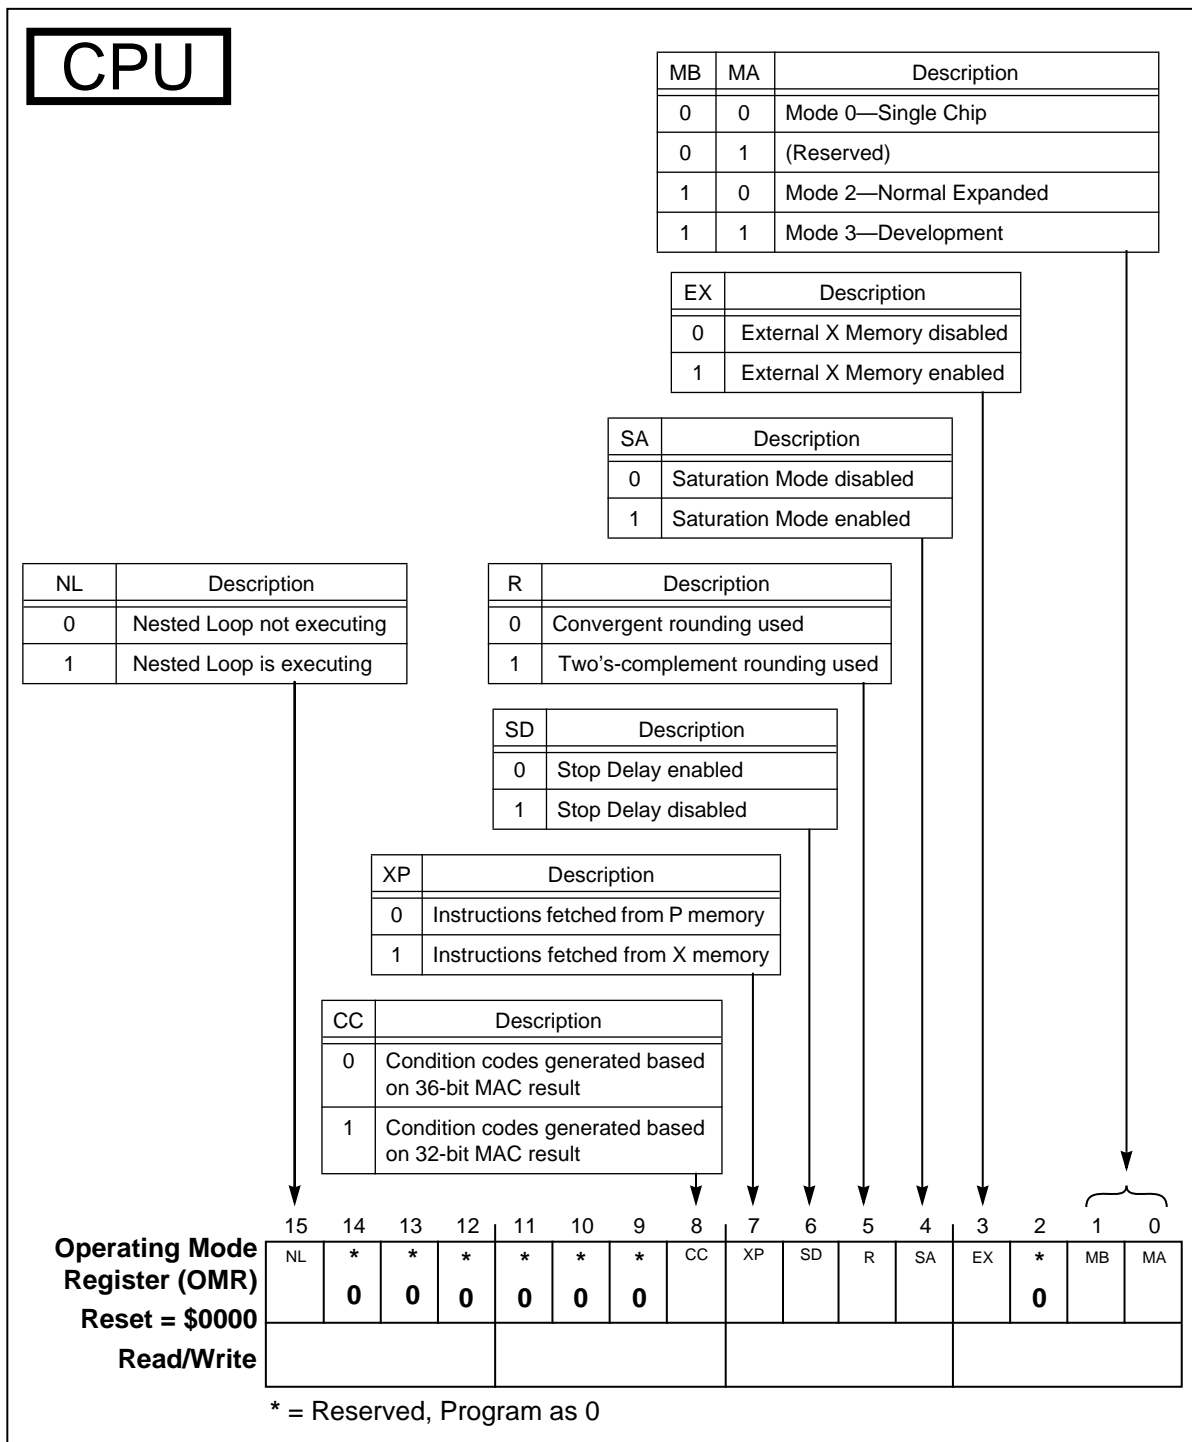 CPU
MB MA Description
0 0 Mode 0—Single Chip
0 1 (Reserved)
1 0 Mode 2—Normal Expanded
1 1 Mode 3—Development
EX Description
0 External X Memory disabled
1 External X Memory enabled
SA Description
0 Saturation Mode disabled
1 Saturation Mode enabled
NL Description
0 Nested Loop not executing
1 Nested Loop is executing
R Description
0 Convergent rounding used
1 Two's-complement rounding used
SD Description
0 Stop Delay enabled
1 Stop Delay disabled
XP Description
0 Instructions fetched from P memory
1 Instructions fetched from X memory
CC Description
0 Condition codes generated based
on 36-bit MAC result
1 Condition codes generated based
on 32-bit MAC result
15 14 13 12 11 10 9 8 7 6 5 4 3 2 1 0
Operating Mode
Register (OMR)
Reset = $0000
Read/Write
NL * * * * * * CC XP SD R SA EX * MB MA
0 0 0 0 0 0 0
* = Reserved, Program as 0